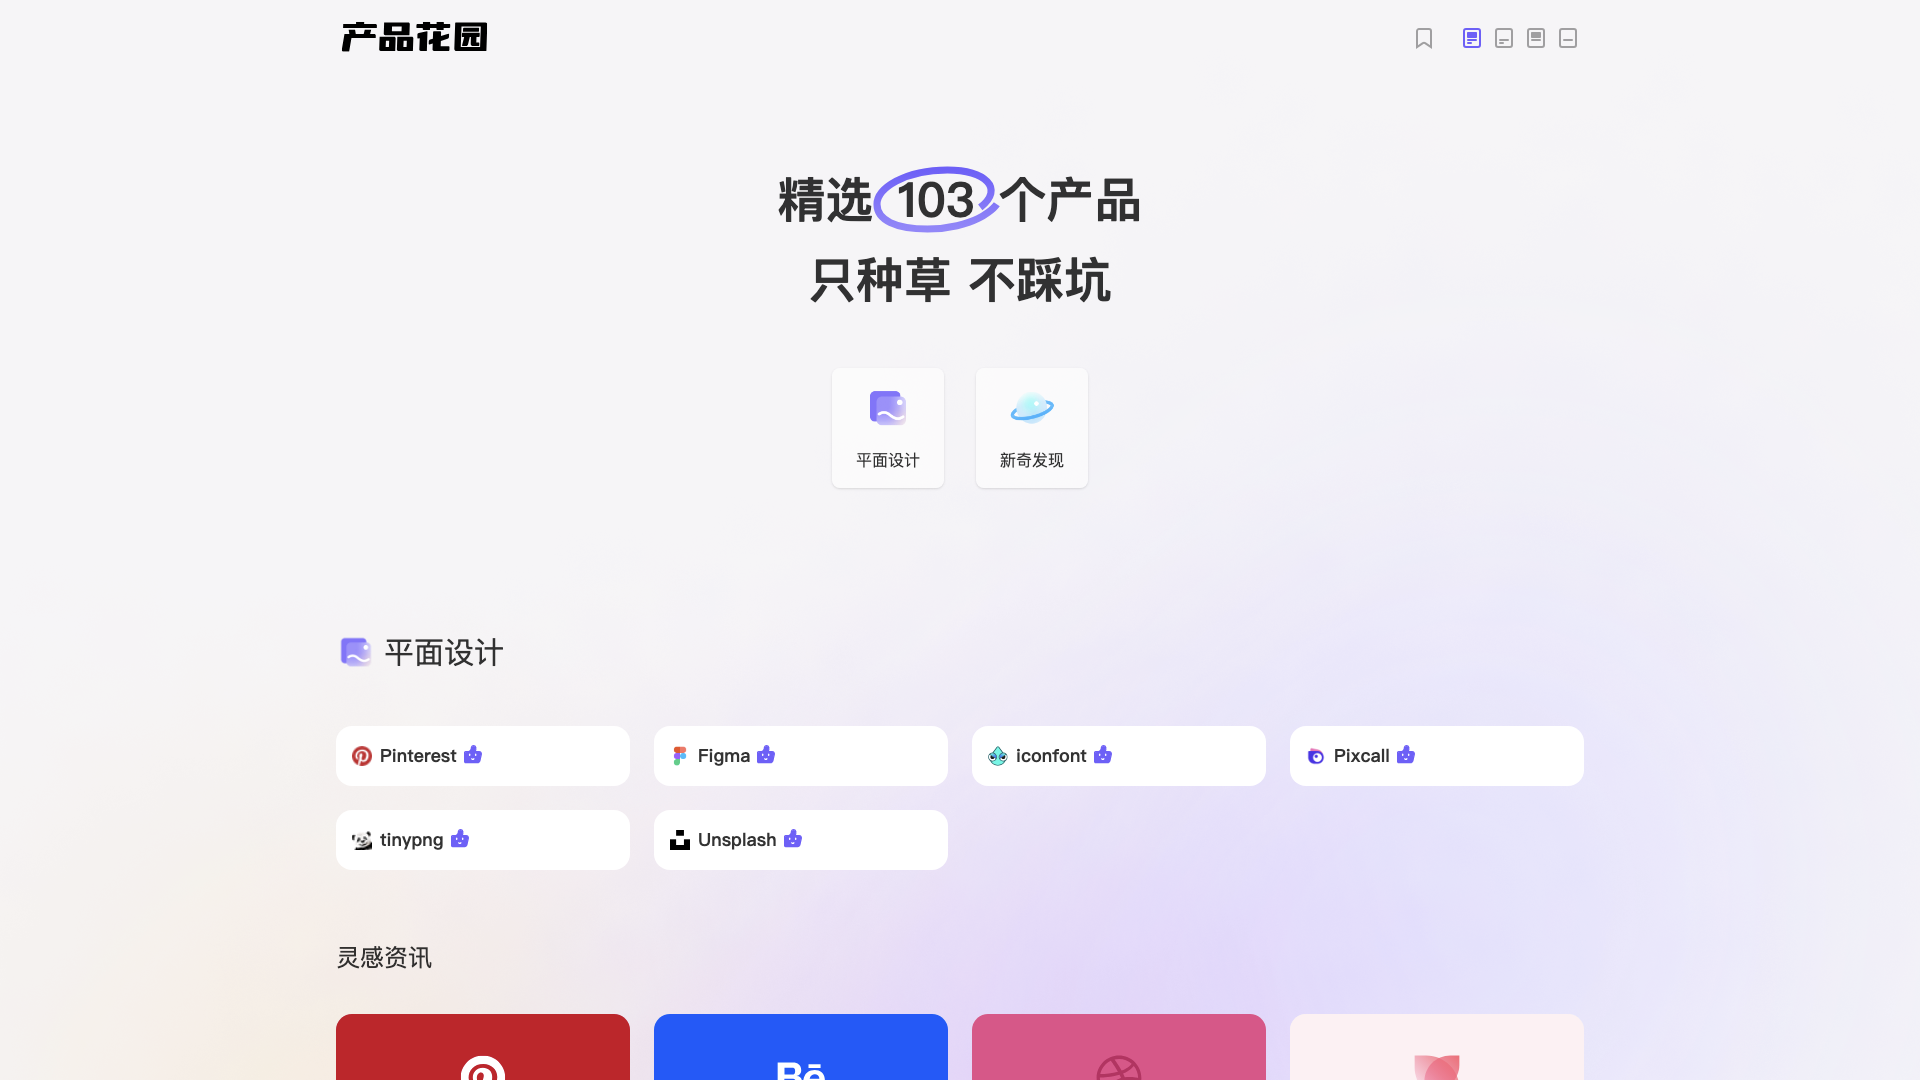 产品花园
精选 103 个产品
只种草 不踩坑
平面设计
新奇发现
平面设计
Pinterest
Figma
iconfont
Pixcall
tinypng
Unsplash
灵感资讯
Bē